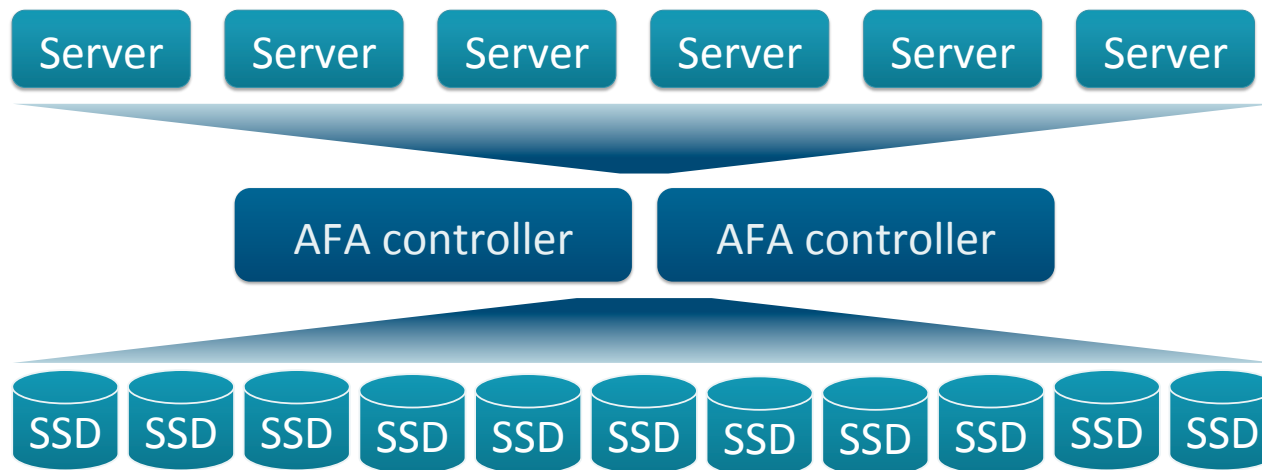 Server Server Server Server Server Server
AFA controller AFA controller
SSD SSD SSD SSD SSD SSD SSD SSD SSD SSD SSD